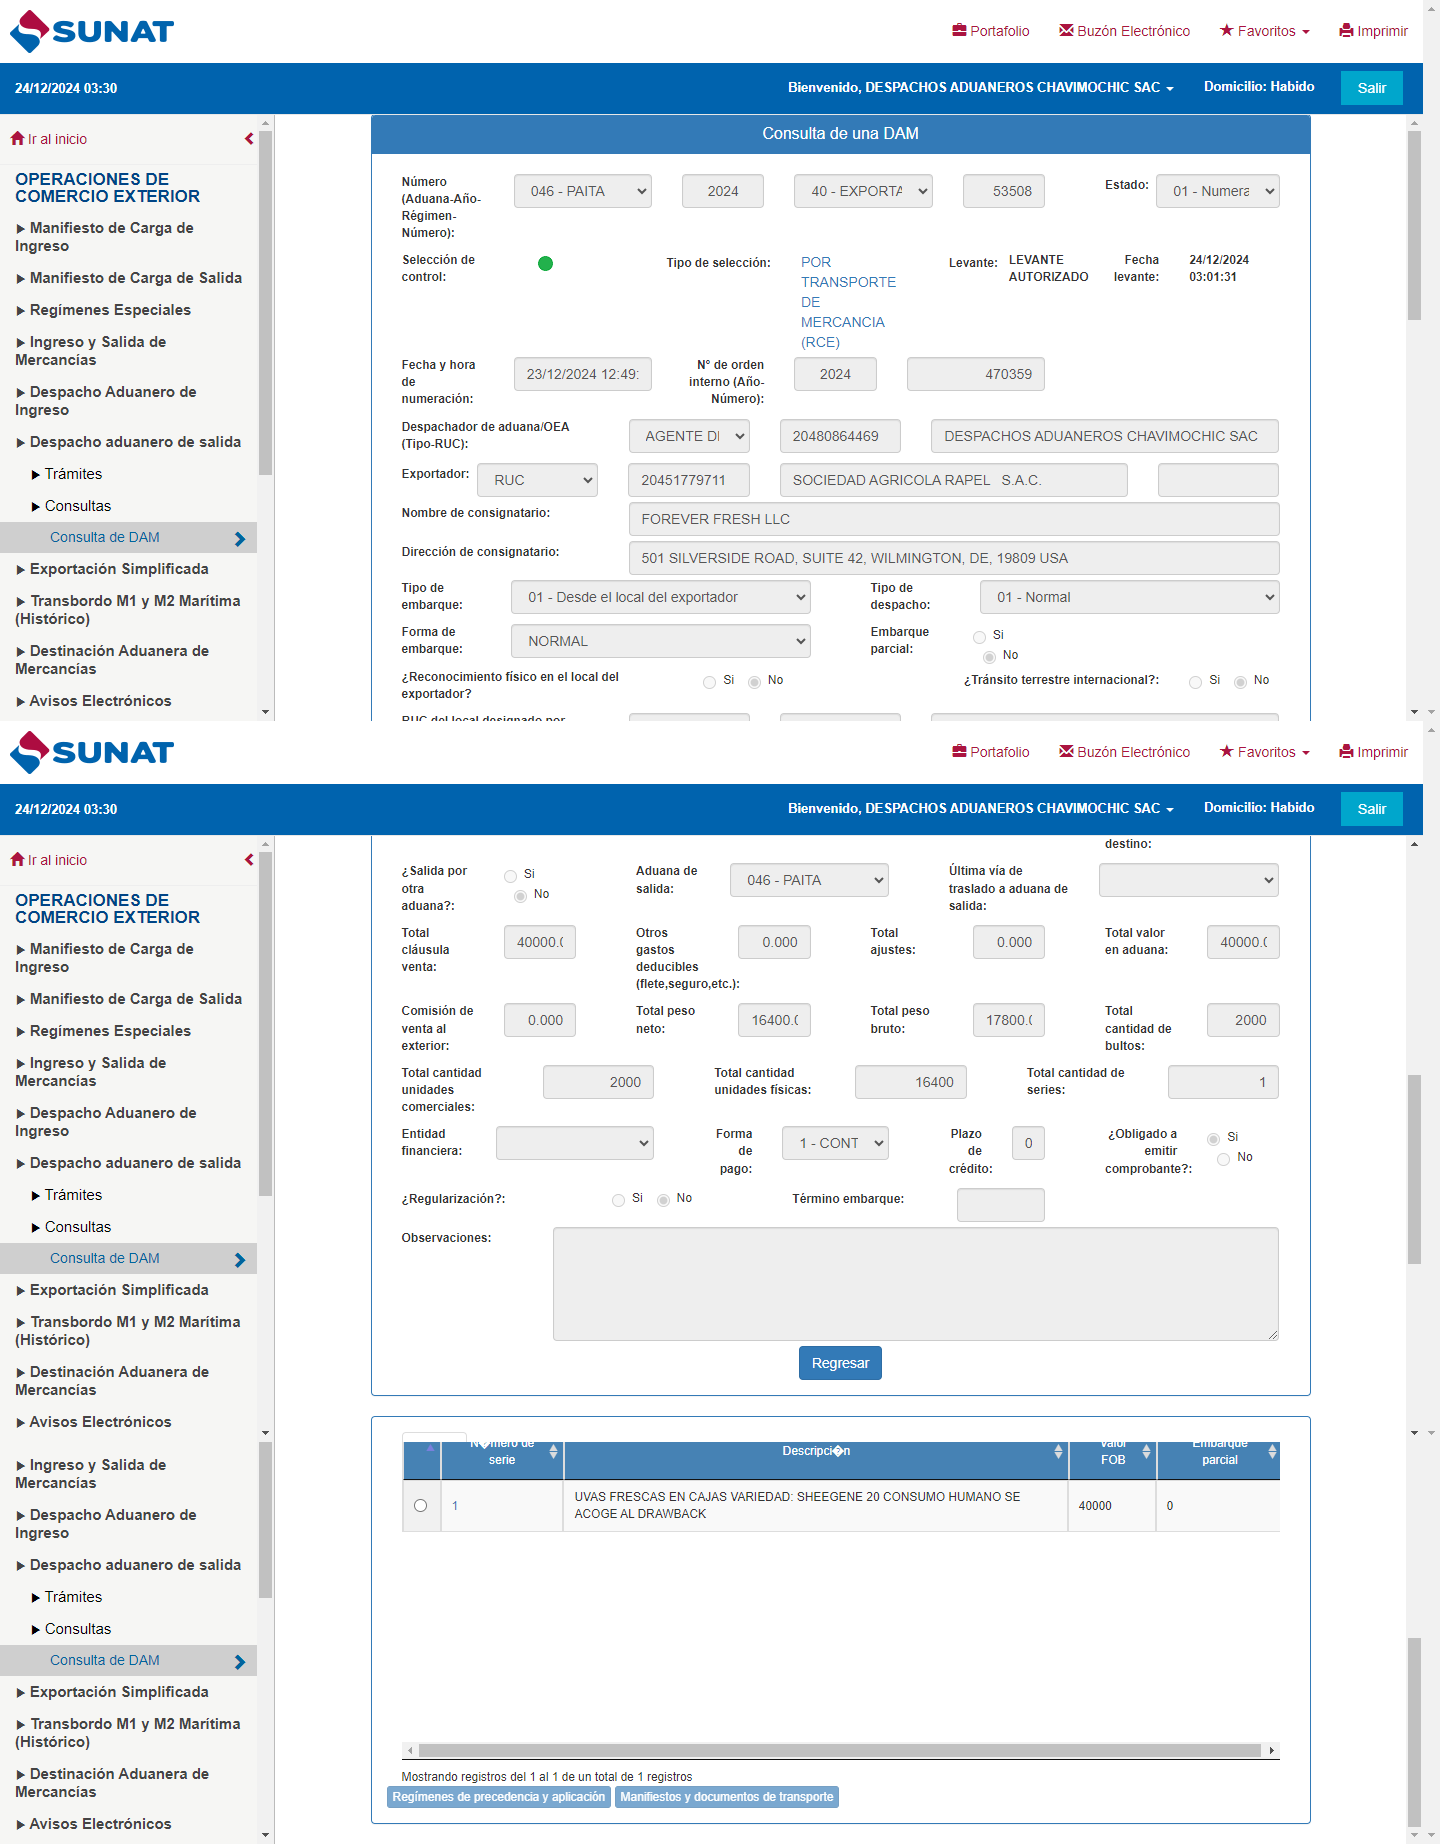 SUNAT
Portafolio Buzón Electrónico Favoritos Imprimir
24/12/2024 03:30 Bienvenido, DESPACHOS ADUANEROS CHAVIMOCHIC SAC Domicilio: Habido Salir
Ir al inicio
OPERACIONES DE
COMERCIO EXTERIOR
Manifiesto de Carga de
Ingreso
Manifiesto de Carga de Salida
Regímenes Especiales
Ingreso y Salida de
Mercancías
Despacho Aduanero de
Ingreso
Despacho aduanero de salida
Trámites
Consultas
Consulta de DAM
Exportación Simplificada
Transbordo M1 y M2 Marítima
(Histórico)
Destinación Aduanera de
Mercancías
Avisos Electrónicos
Consulta de una DAM
Número
(Aduana-Año-
Régimen-
Número): 046 - PAITA 2024 40 - EXPORTA 53508 Estado: 01 - Numera
Selección de
control: Tipo de selección: POR
TRANSPORTE
DE
MERCANCIA
(RCE) Levante: LEVANTE
AUTORIZADO Fecha
levante: 24/12/2024
03:01:31
Fecha y hora
de
numeración: 23/12/2024 12:49: N° de orden
interno (Año-
Número): 2024 470359
Despachador de aduana/OEA
(Tipo-RUC): AGENTE DI 20480864469 DESPACHOS ADUANEROS CHAVIMOCHIC SAC
Exportador: RUC 20451779711 SOCIEDAD AGRICOLA RAPEL S.A.C.
Nombre de consignatario: FOREVER FRESH LLC
Dirección de consignatario: 501 SILVERSIDE ROAD, SUITE 42, WILMINGTON, DE, 19809 USA
Tipo de
embarque: 01 - Desde el local del exportador Tipo de
despacho: 01 - Normal
Forma de
embarque: NORMAL Embarque
parcial: Si
No
¿Reconocimiento físico en el local del
exportador? Si No ¿Tránsito terrestre internacional?: Si No
RUC del local designado por
SUNAT
Portafolio Buzón Electrónico Favoritos Imprimir
24/12/2024 03:30 Bienvenido, DESPACHOS ADUANEROS CHAVIMOCHIC SAC Domicilio: Habido Salir
Ir al inicio
OPERACIONES DE
COMERCIO EXTERIOR
Manifiesto de Carga de
Ingreso
Manifiesto de Carga de Salida
Regímenes Especiales
Ingreso y Salida de
Mercancías
Despacho Aduanero de
Ingreso
Despacho aduanero de salida
Trámites
Consultas
Consulta de DAM
Exportación Simplificada
Transbordo M1 y M2 Marítima
(Histórico)
Destinación Aduanera de
Mercancías
Avisos Electrónicos
destino:
¿Salida por
otra
aduana?: Si
No Aduana de
salida: 046 - PAITA Última vía de
traslado a aduana de
salida:
Total
cláusula
venta: 40000.( Otros
gastos
deducibles
(flete,seguro,etc.): 0.000 Total
ajustes: 0.000 Total valor
en aduana: 40000.(
Comisión de
venta al
exterior: 0.000 Total peso
neto: 16400.( Total peso
bruto: 17800.( Total
cantidad de
bultos: 2000
Total cantidad
unidades
comerciales: 2000 Total cantidad
unidades físicas: 16400 Total cantidad de
series: 1
Entidad
financiera: Forma
de
pago: 1 - CONT Plazo
de
crédito: 0 ¿Obligado a
emitir
comprobante?: Si
No
¿Regularización?: Si No Término embarque:
Observaciones:
Regresar
Ingreso y Salida de
Mercancías
Despacho Aduanero de
Ingreso
Despacho aduanero de salida
Trámites
Consultas
Consulta de DAM
Exportación Simplificada
Transbordo M1 y M2 Marítima
(Histórico)
Destinación Aduanera de
Mercancías
Avisos Electrónicos
N�mero de
serie Descripci�n Valor
FOB Embarque
parcial
1 UVAS FRESCAS EN CAJAS VARIEDAD: SHEEGENE 20 CONSUMO HUMANO SE
ACOGE AL DRAWBACK 40000 0
Mostrando registros del 1 al 1 de un total de 1 registros
Regímenes de precedencia y aplicación Manifiestos y documentos de transporte